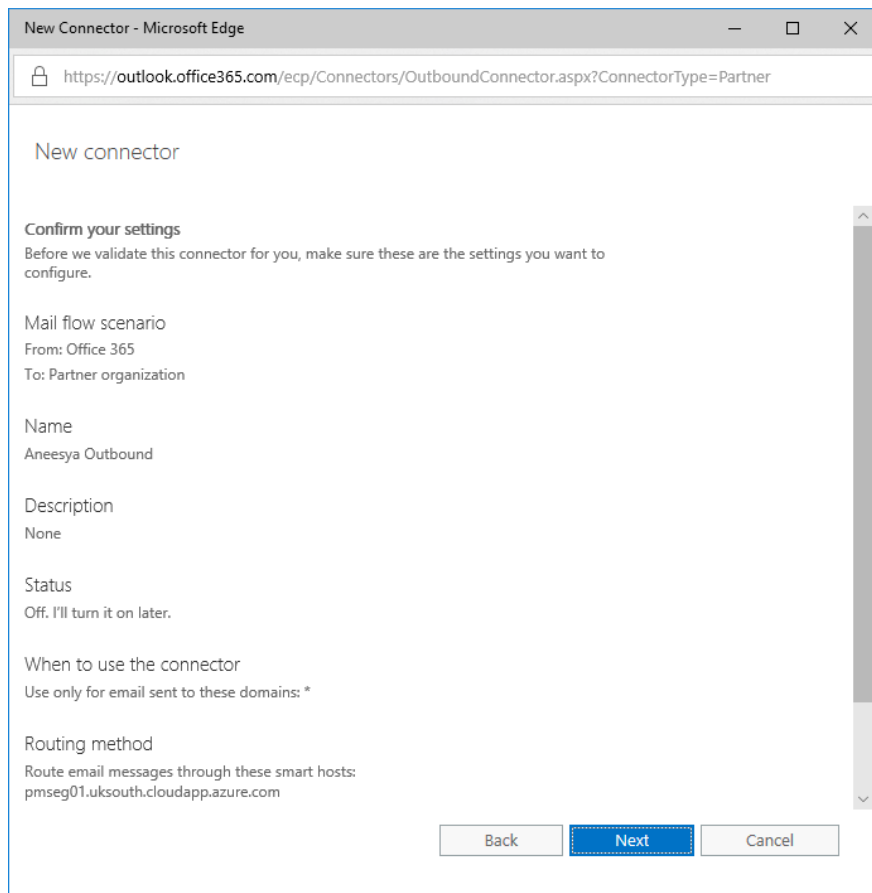 New Connector - Microsoft Edge
https://outlook.office365.com/ecp/Connectors/OutboundConnector.aspx?ConnectorType=Partner
New connector
Confirm your settings
Before we validate this connector for you, make sure these are the settings you want to
configure.
Mail flow scenario
From: Office 365
To: Partner organization
Name
Aneesya Outbound
Description
None
Status
Off. I'll turn it on later.
When to use the connector
Use only for email sent to these domains: *
Routing method
Route email messages through these smart hosts:
pmseg01.uksouth.cloudapp.azure.com
Back Next Cancel